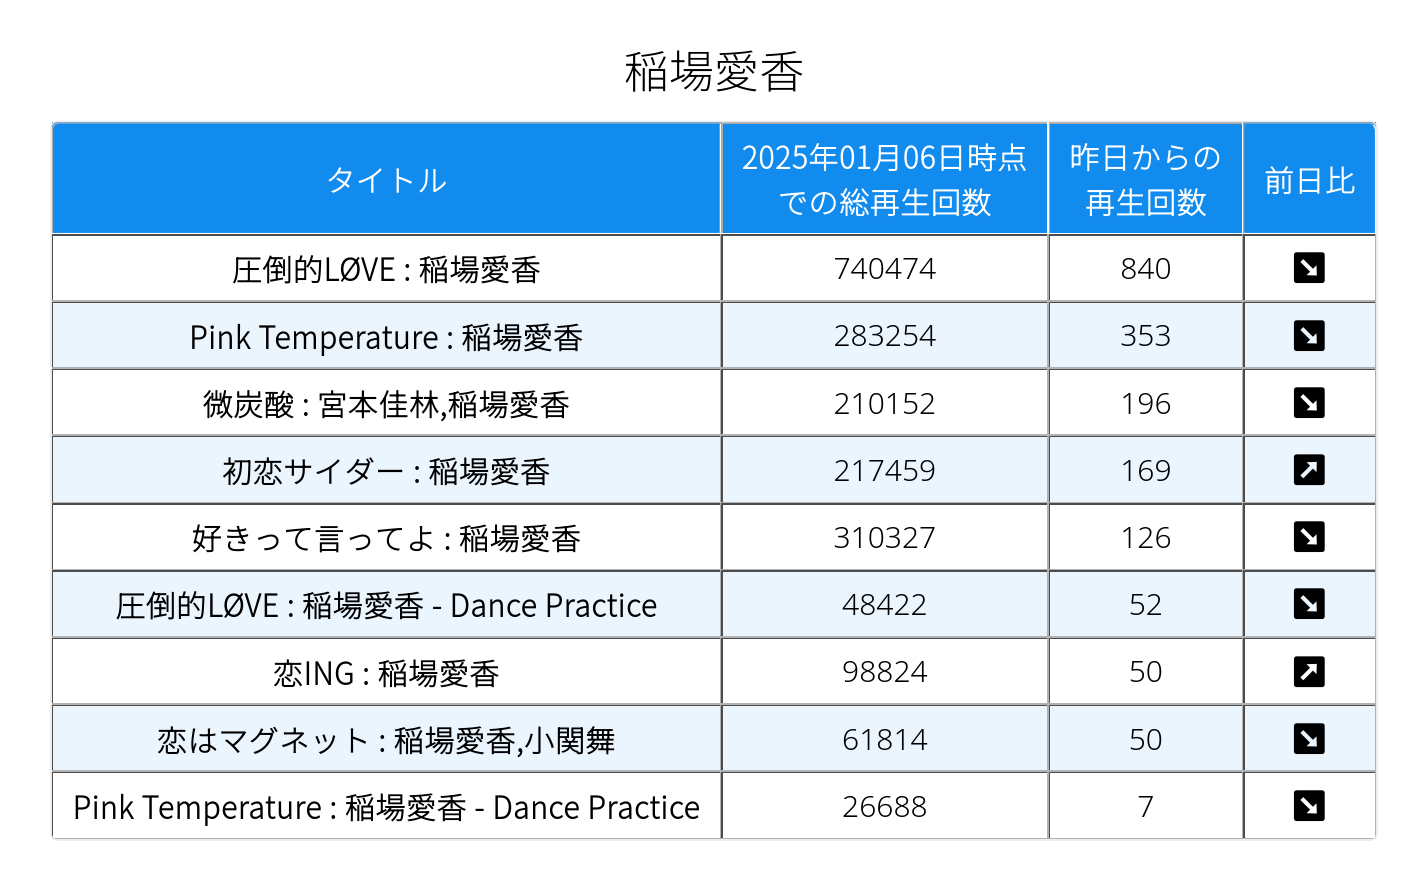 稲場愛香
タイトル
2025年01月06日時点
での総再生回数
昨日からの
再生回数
前日比
圧倒的LØVE : 稲場愛香 740474 840 ↘
Pink Temperature : 稲場愛香 283254 353 ↘
微炭酸 : 宮本佳林,稲場愛香 210152 196 ↘
初恋サイダー : 稲場愛香 217459 169 ↗
好きって言ってよ : 稲場愛香 310327 126 ↘
圧倒的LØVE : 稲場愛香 - Dance Practice 48422 52 ↘
恋ING : 稲場愛香 98824 50 ↗
恋はマグネット : 稲場愛香,小関舞 61814 50 ↘
Pink Temperature : 稲場愛香 - Dance Practice 26688 7 ↘